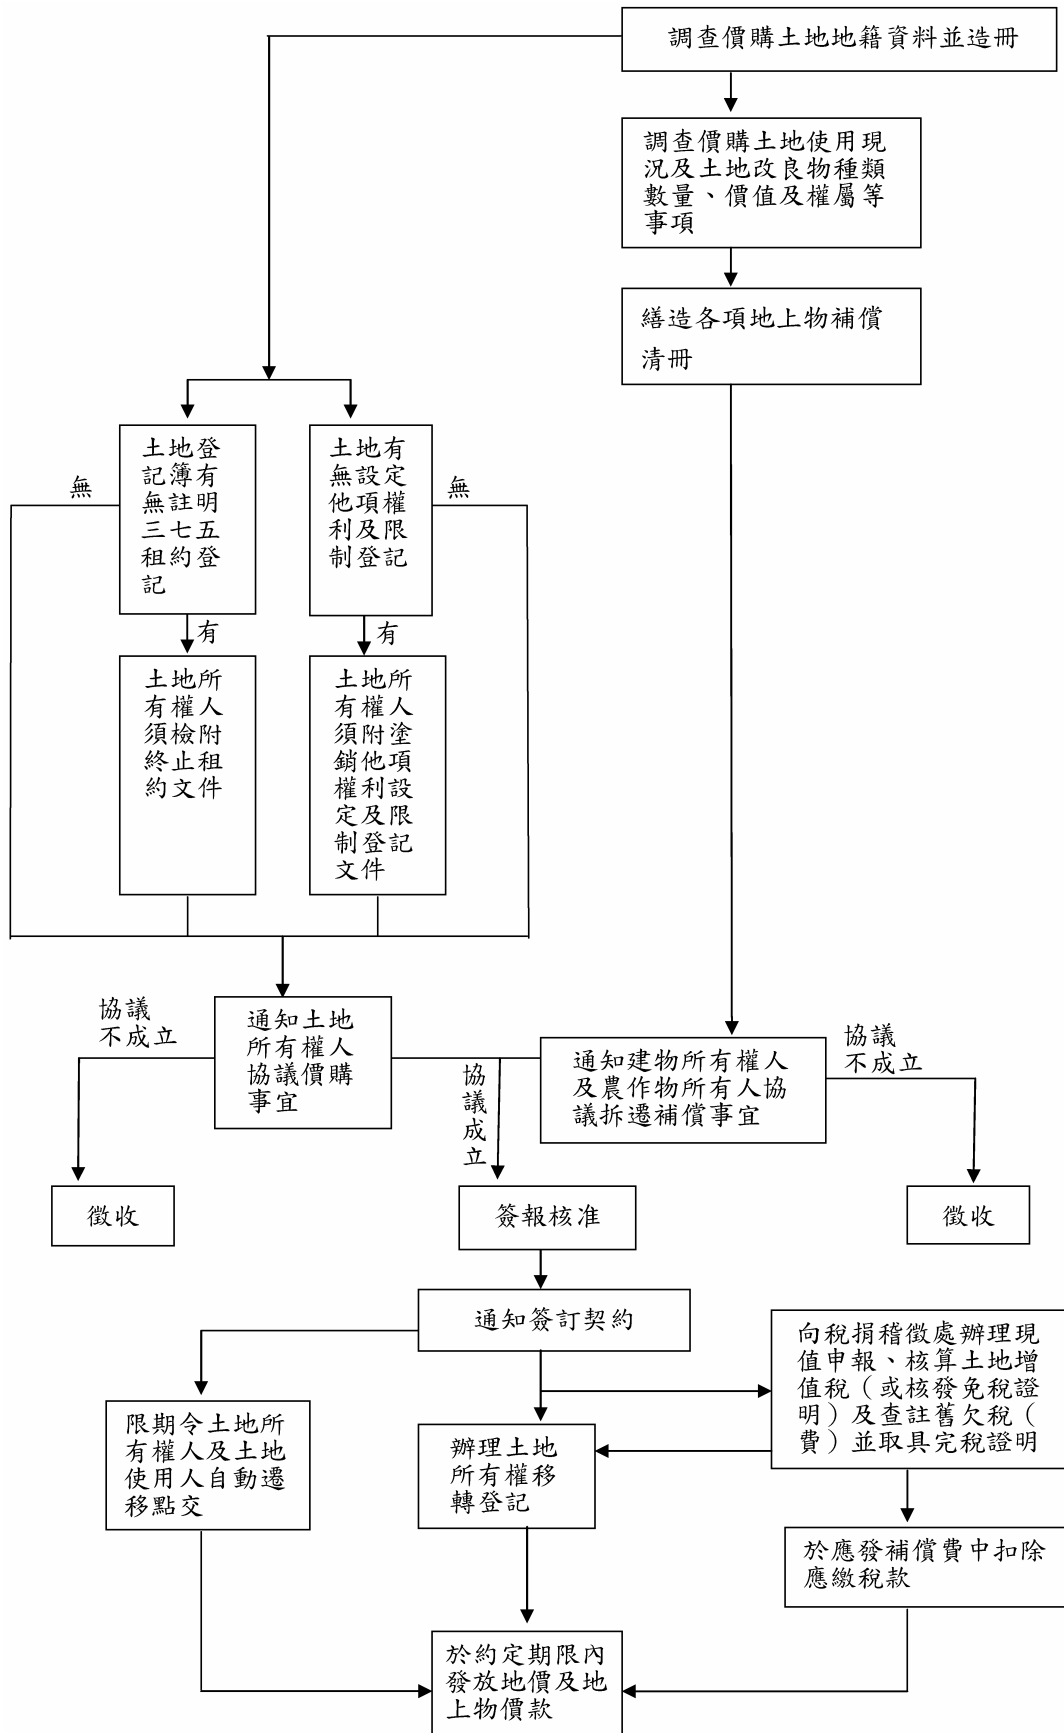 調查價購土地地籍資料並造冊
調查價購土地使用現
況及土地改良物種類
數量、價值及權屬等
事項
繕造各項地上物補償
清冊
土地登
記簿有
無註明
三七五
租約登
記
土地有
無設定
他項權
利及限
制登記
無
無
有
有
土地所
有權人
須檢附
終止租
約文件
土地所
有權人
須附塗
銷他項
權利設
定及限
制登記
文件
協議
不成立
通知土地
所有權人
協議價購
事宜
協
議
成
立
通知建物所有權人
及農作物所有人協
議拆遷補償事宜
協議
不成立
徵收
簽報核准
徵收
通知簽訂契約
向稅捐稽徵處辦理現
值申報、核算土地增
值稅（或核發免稅證
明）及查註舊欠稅（
費）並取具完稅證明
限期令土地所
有權人及土地
使用人自動遷
移點交
辦理土地
所有權移
轉登記
於應發補償費中扣除
應繳稅款
於約定期限內
發放地價及地
上物價款